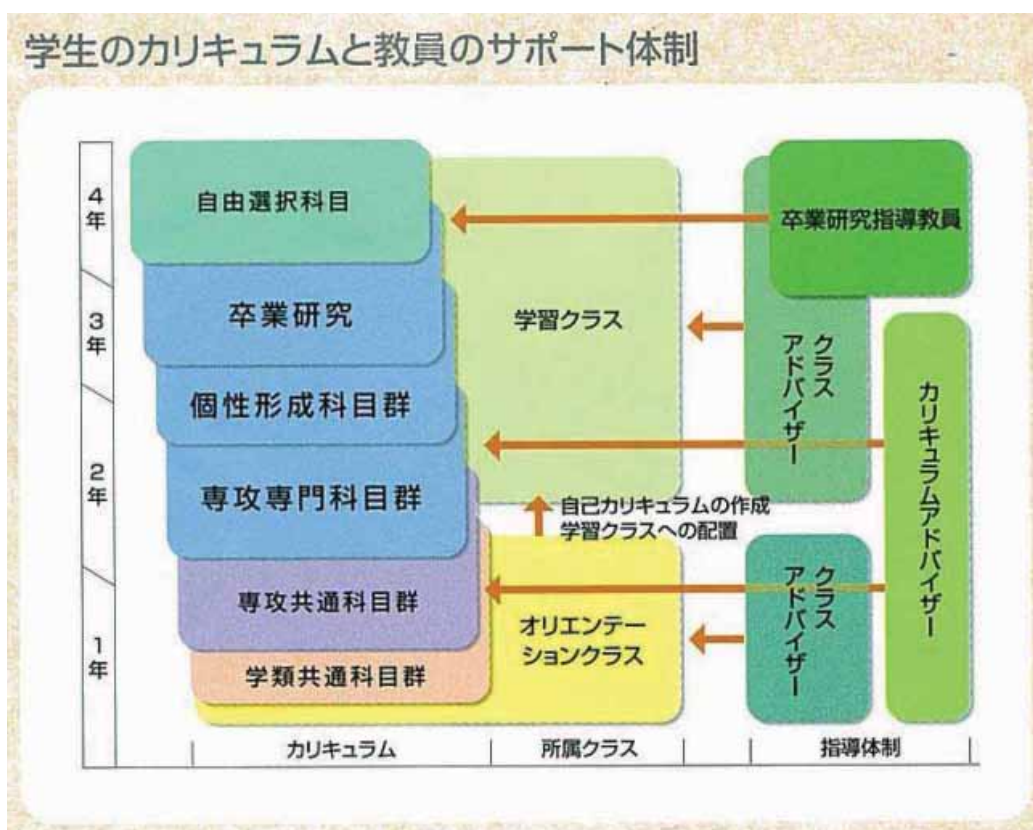 学生のカリキュラムと教員のサポート体制
4年
3年
2年
1年
自由選択科目
卒業研究
個性形成科目群
専攻専門科目群
専攻共通科目群
学類共通科目群
学習クラス
自己カリキュラムの作成
学習クラスへの配置
オリエンテー
ションクラス
卒業研究指導教員
クラス
アドバイザー
カリキュラムアドバイザー
クラス
アドバイザー
カリキュラム
所属クラス
指導体制